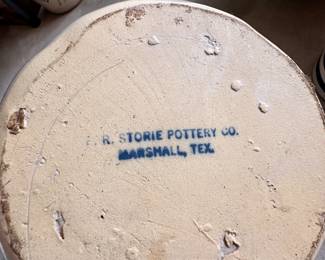 R. STORIE POTTERY CO.
MARSHALL, TEX.